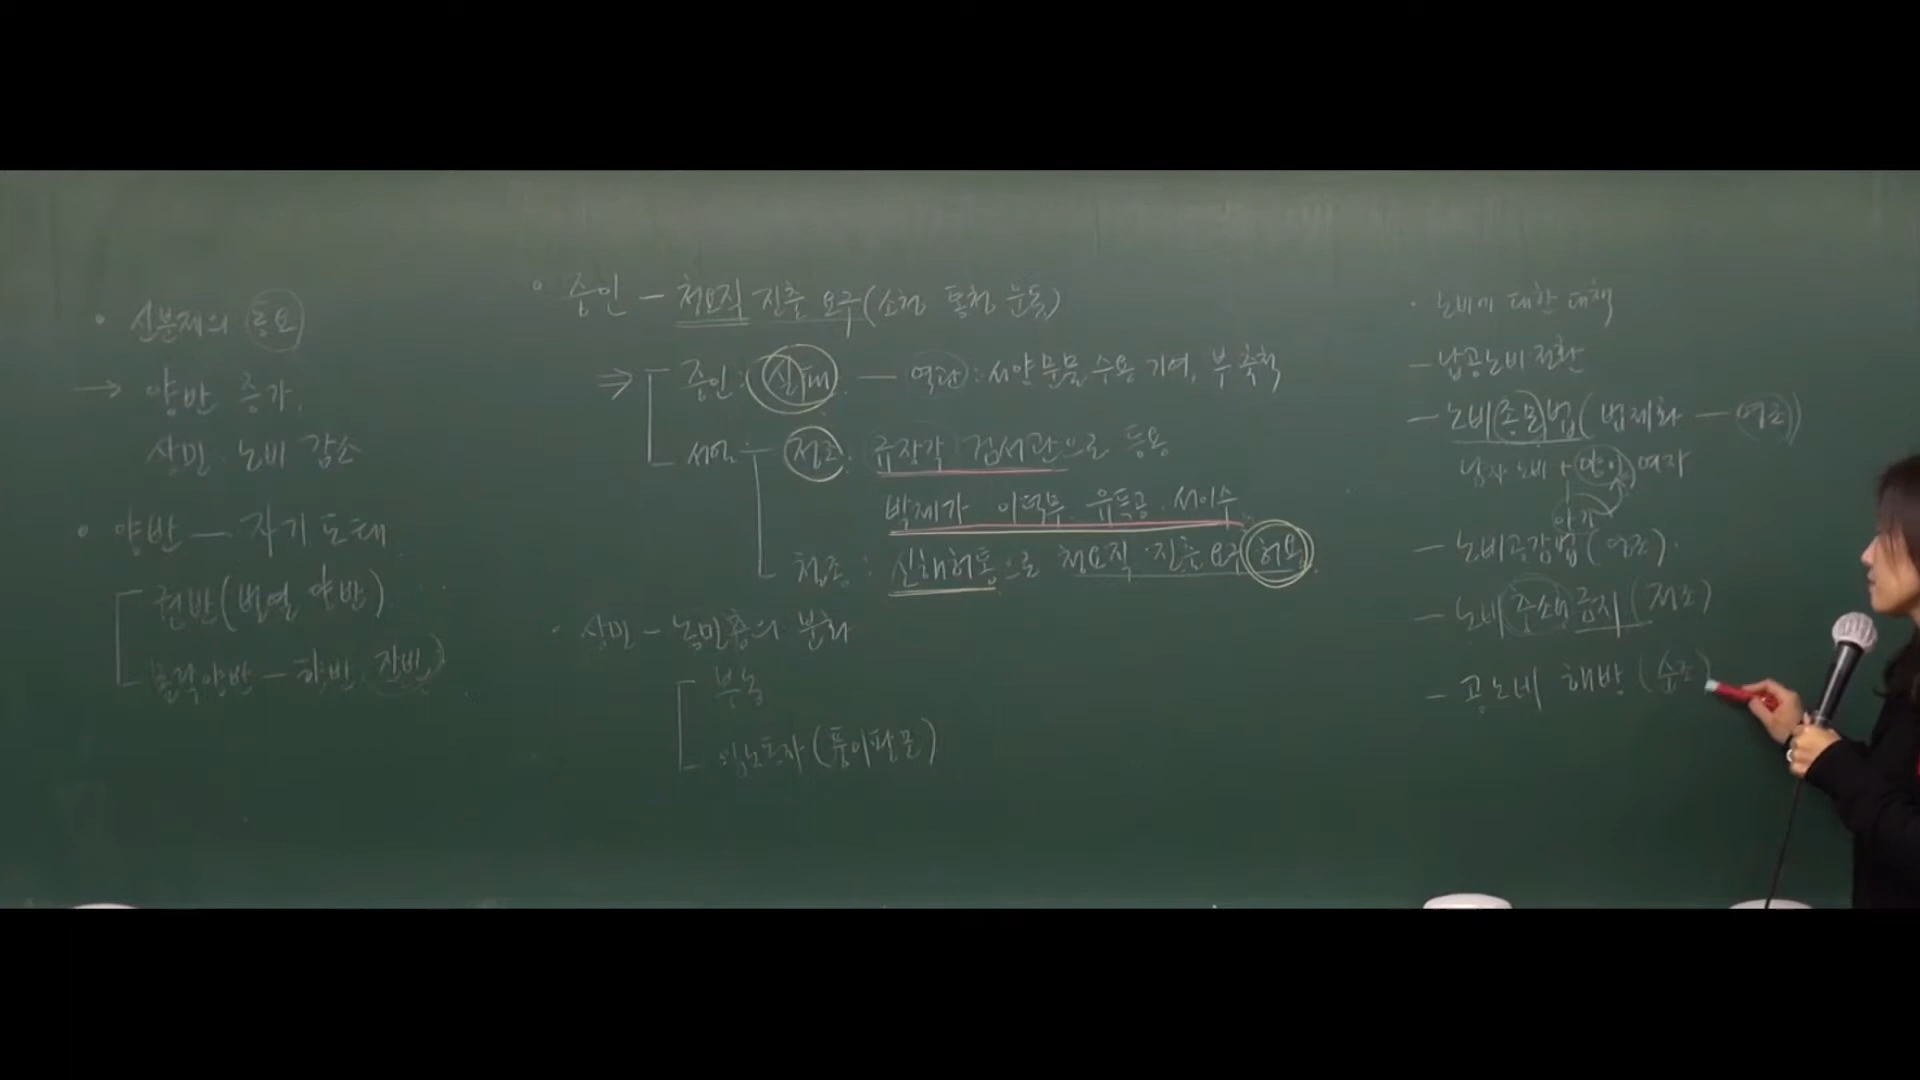 · 신분제의 동요
→ 양반 증가,
상민·노비 감소
· 양반 — 자기 도태
권반(벌열 양반)
몰락양반 — 향반, 잔반
· 중인 — 청요직 진출 요구(소청 통청 운동)
⇒ 중인: 실패 — 역관: 서양 문물 수용 기여, 부 축적
서얼 — 정조: 규장각 검서관으로 등용
박제가 이덕무 유득공 서이수
철종: 신해허통으로 청요직 진출 요구 허용
· 상민 — 농민층의 분화
부농
임노동자(품이팔꾼)
· 노비에 대한 대책
— 납공노비 전환
— 노비종모법(법제화 — 영조)
남자 노비 + 양인 여자
아기
— 노비공감법(영조)
— 노비추쇄금지(정조)
— 공노비 해방(순조)